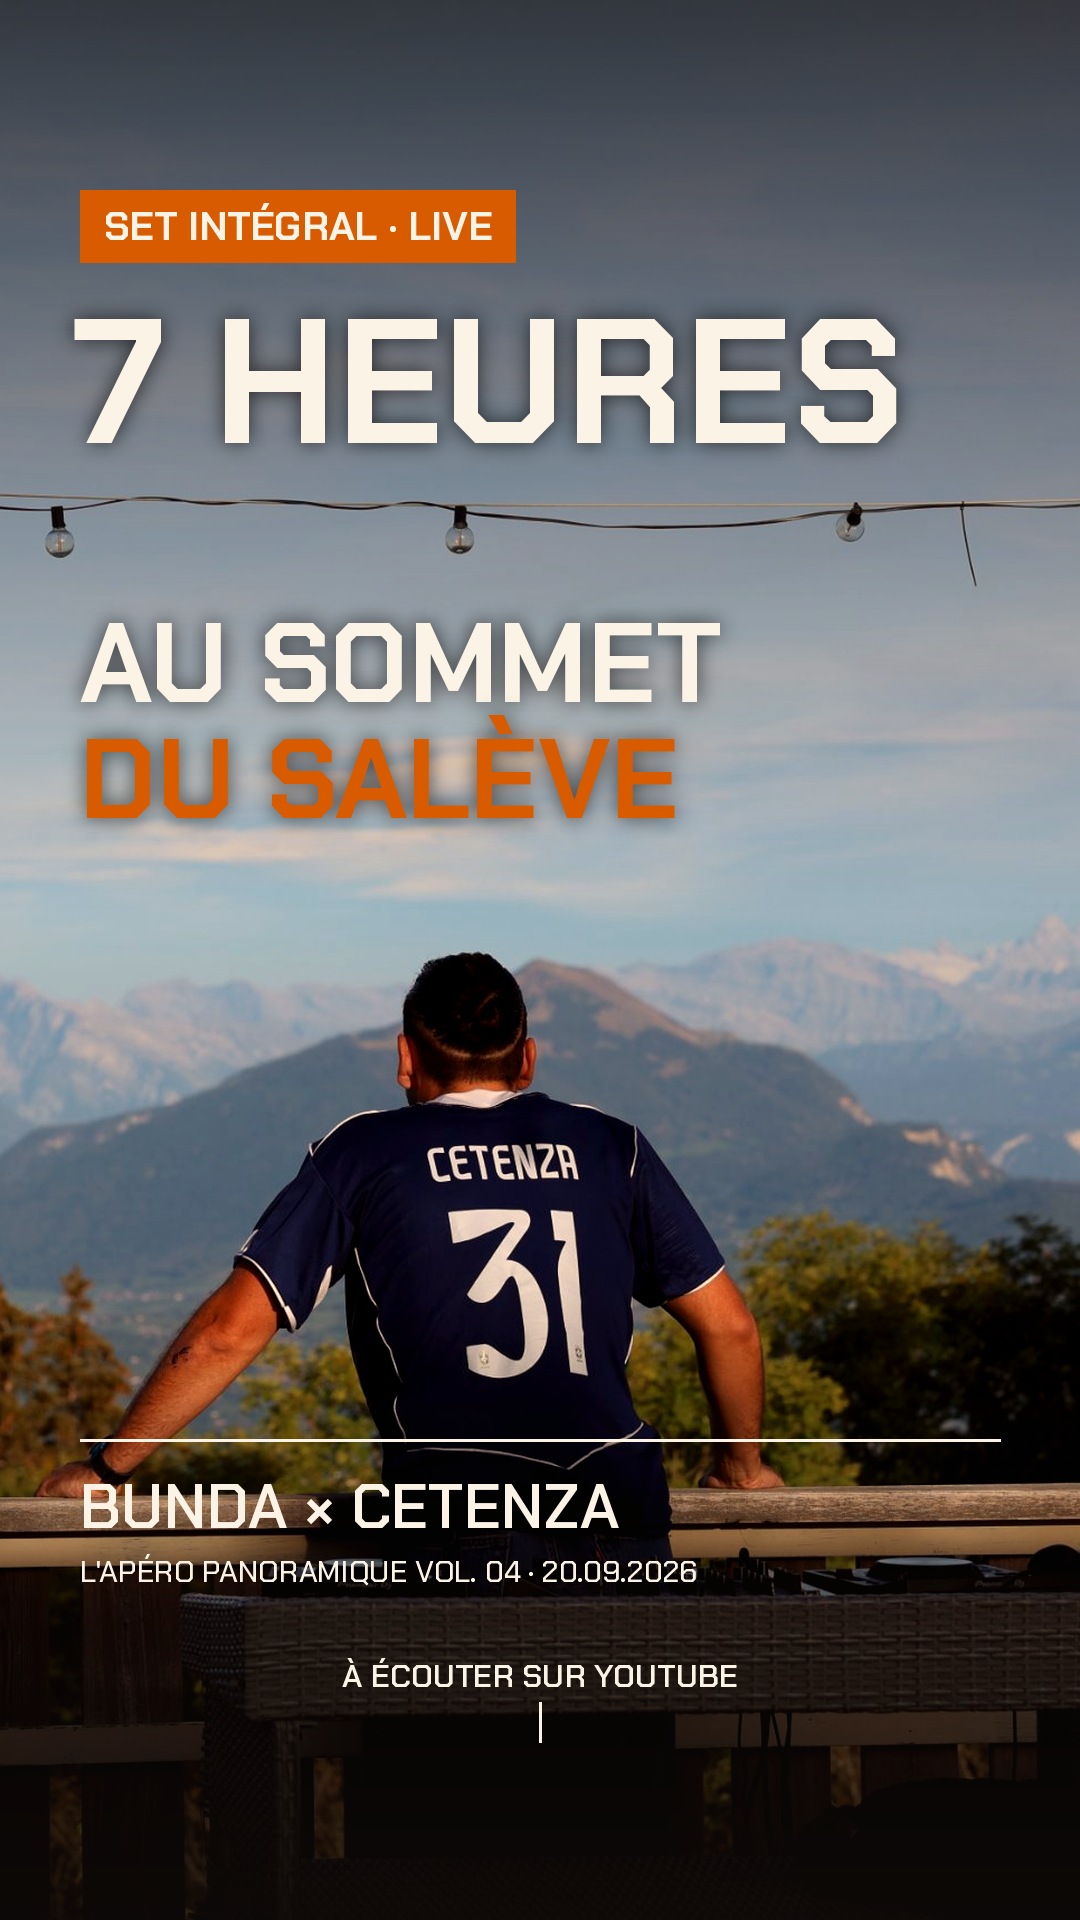 SET INTÉGRAL · LIVE
7 HEURES
AU SOMMET
DU SALÈVE
CETENZA
31
BUNDA × CETENZA
L'APÉRO PANORAMIQUE VOL. 04 · 20.09.2026
À ÉCOUTER SUR YOUTUBE